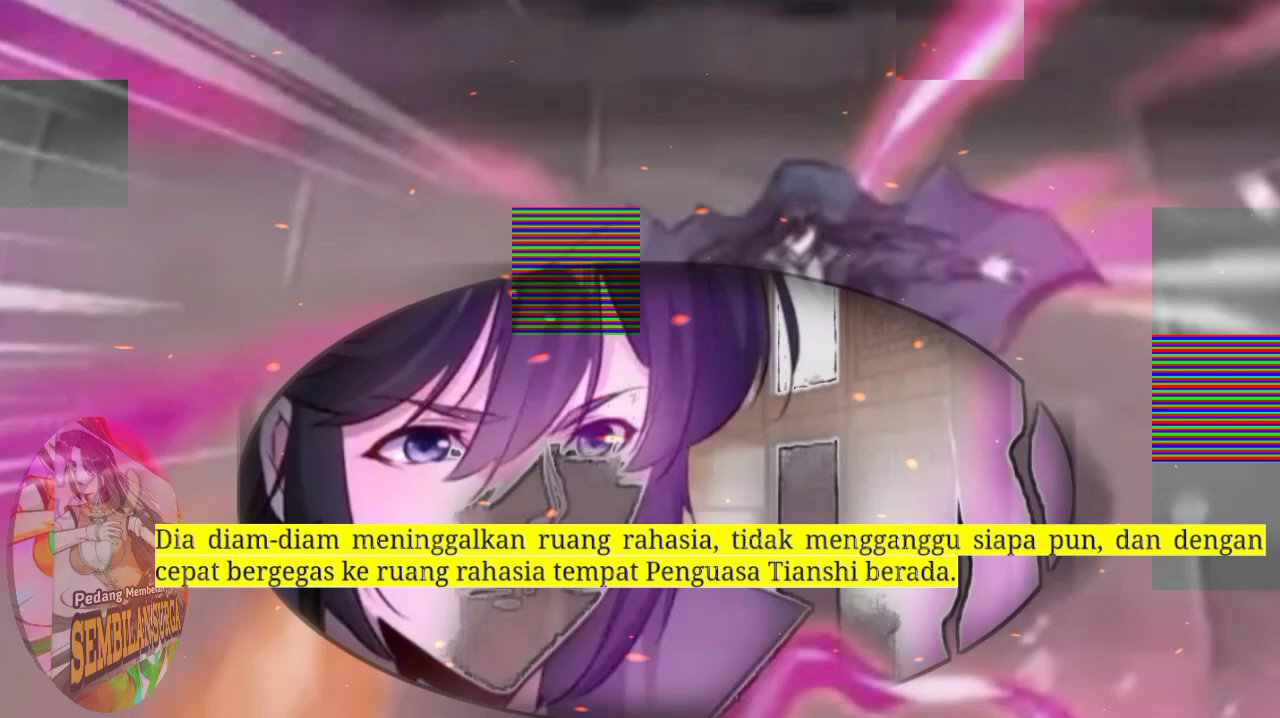 Dia diam-diam meninggalkan ruang rahasia, tidak mengganggu siapa pun, dan dengan
cepat bergegas ke ruang rahasia tempat Penguasa Tianshi berada.
Pedang Membelah
SEMBILAN SURGA